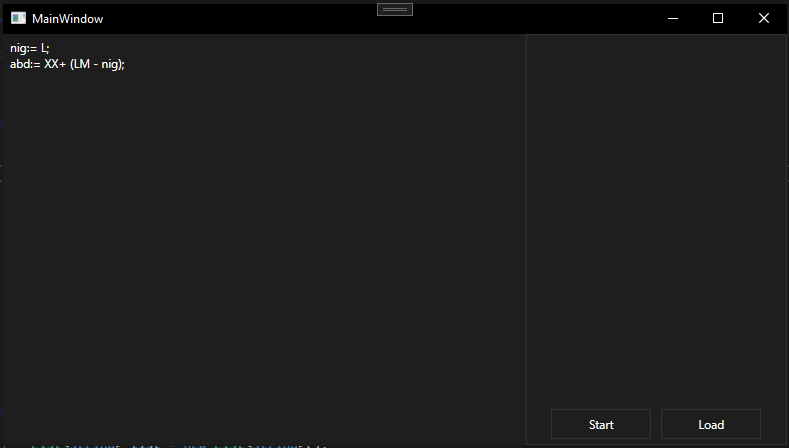 MainWindow
nig:= L;
abd:= XX+ (LM - nig);
Start
Load